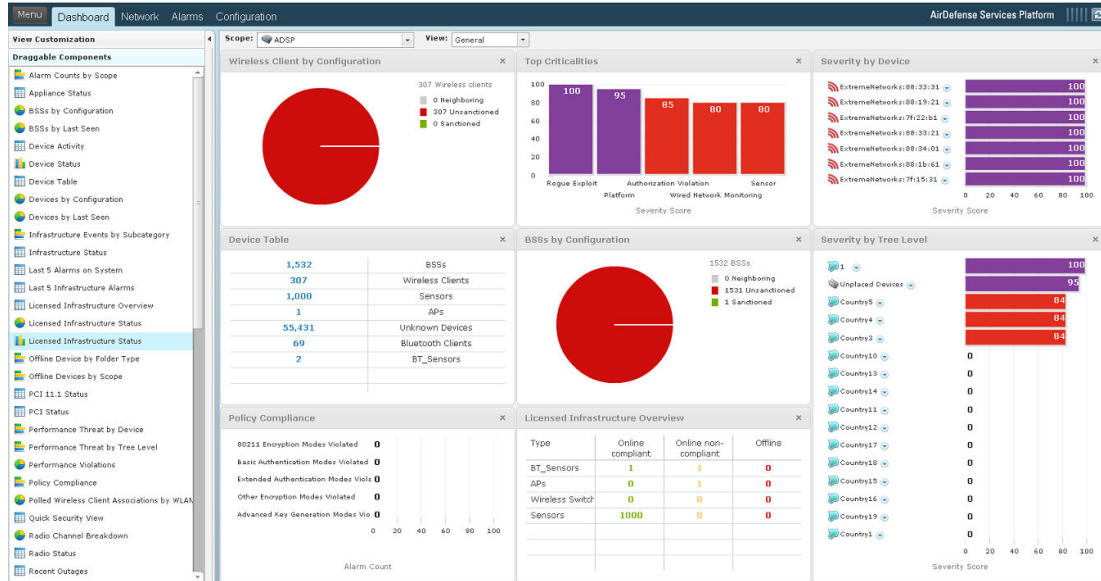 Menu Dashboard Network Alarms Configuration AirDefense Services Platform
View Customization
Draggable Components
Alarm Counts by Scope
Appliance Status
BSSs by Configuration
BSSs by Last Seen
Device Activity
Device Status
Device Table
Devices by Configuration
Devices by Last Seen
Infrastructure Events by Subcategory
Infrastructure Status
Last 5 Alarms on System
Last 5 Infrastructure Alarms
Licensed Infrastructure Overview
Licensed Infrastructure Status
Licensed Infrastructure Status
Offline Device by Folder Type
Offline Devices by Scope
PCI 11.1 Status
PCI Status
Performance Threat by Device
Performance Threat by Tree Level
Performance Violations
Policy Compliance
Polled Wireless Client Associations by WLAN
Quick Security View
Radio Channel Breakdown
Radio Status
Recent Outages
Scope: ADSP View: General
Wireless Client by Configuration
307 Wireless clients
0 Neighboring
307 Unsanctioned
0 Sanctioned
Top Criticalities
100
80
60
40
20
0
100 95 85 80 80
Rogue Exploit Authorization Violation Sensor
Platform Wired Network Monitoring
Severity Score
Severity by Device
ExtremeNetworks:88:33:31 100
ExtremeNetworks:88:19:21 100
ExtremeNetworks:7f:22:b1 100
ExtremeNetworks:88:33:21 100
ExtremeNetworks:88:34:01 100
ExtremeNetworks:88:1b:61 100
ExtremeNetworks:7f:15:31 100
0 20 40 60 80 100
Severity Score
Device Table
1,532 BSSs
307 Wireless Clients
1,000 Sensors
1 APs
55,431 Unknown Devices
69 Bluetooth Clients
2 BT_Sensors
BSSs by Configuration
1532 BSSs
0 Neighboring
1531 Unsanctioned
1 Sanctioned
Severity by Tree Level
1 100
Unplaced Devices 95
Country5 84
Country4 84
Country3 84
Country10 0
Country13 0
Country14 0
Country11 0
Country12 0
Country17 0
Country18 0
Country15 0
Country16 0
Country19 0
Country1 0
0 20 40 60 80 100
Severity Score
Policy Compliance
80211 Encryption Modes Violated 0
Basic Authentication Modes Violated 0
Extended Authentication Modes Viola 0
Other Encryption Modes Violated 0
Advanced Key Generation Modes Vio 0
0 20 40 60 80 100
Alarm Count
Licensed Infrastructure Overview
Type Online compliant Online non-compliant Offline
BT_Sensors 1 1 0
APs 0 1 0
Wireless Switch 0 0 0
Sensors 1000 0 0